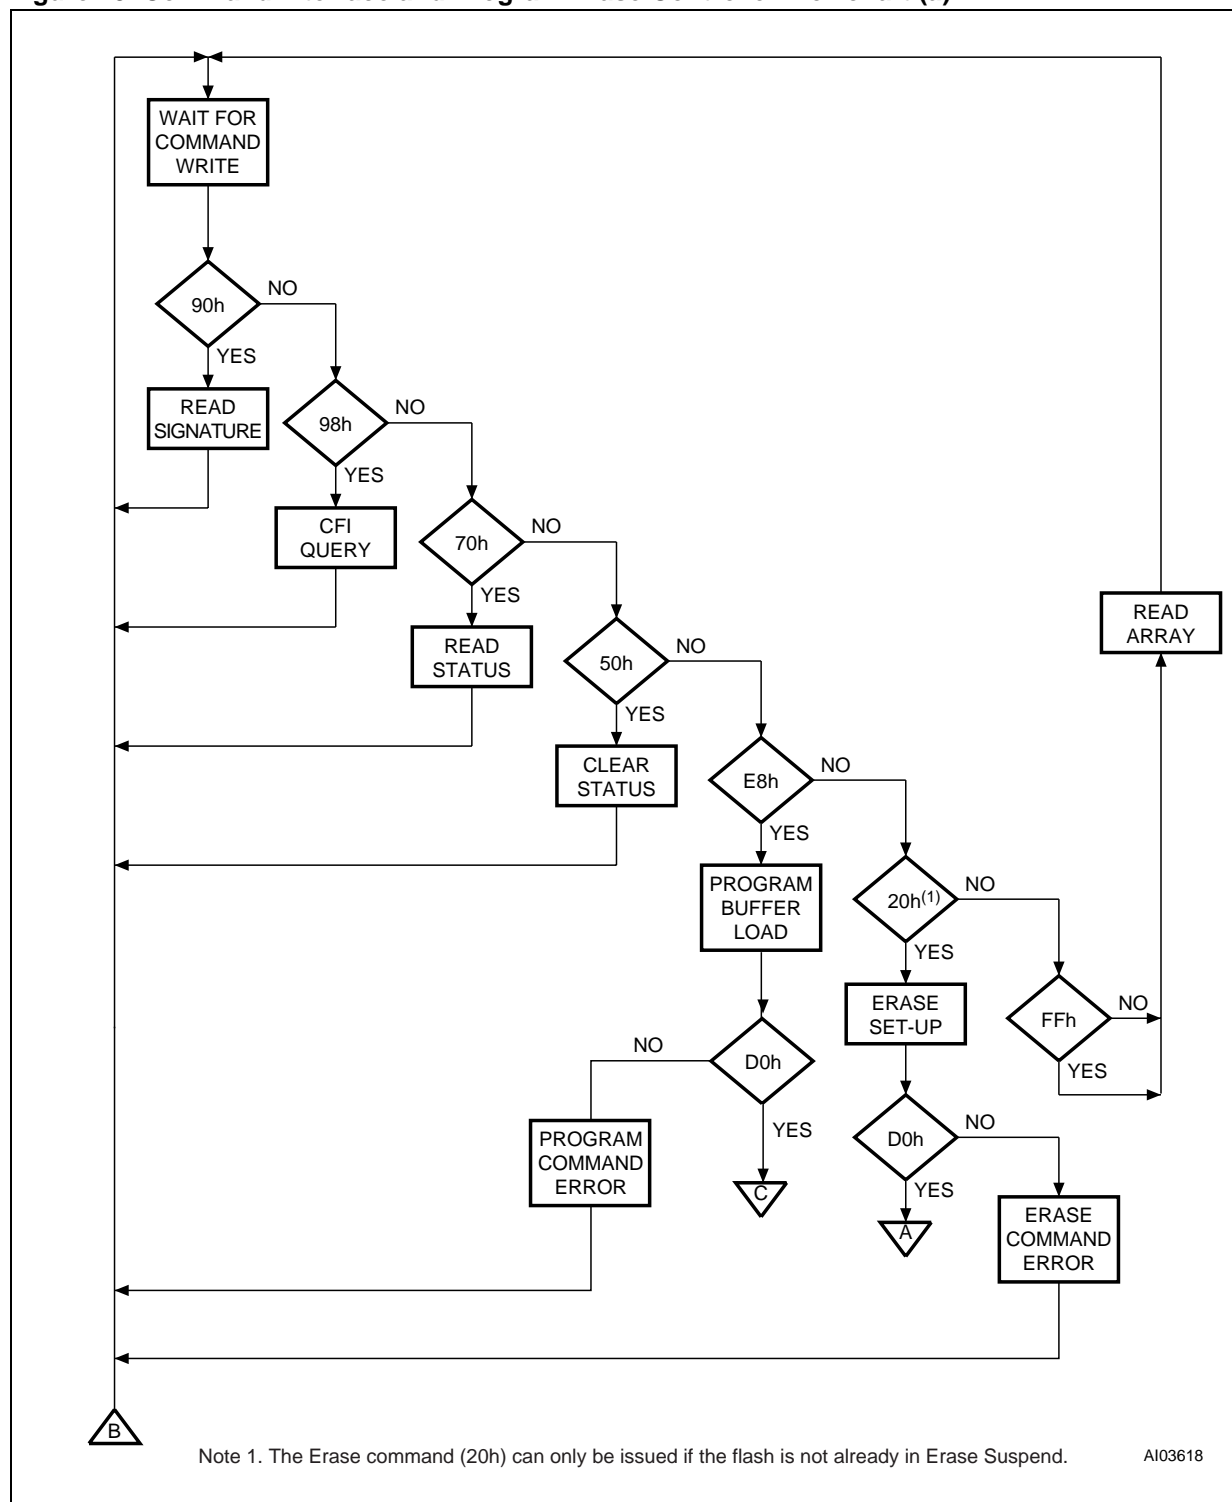 WAIT FOR
COMMAND
WRITE
90h
NO
YES
READ
SIGNATURE
98h
NO
YES
CFI
QUERY
70h
NO
YES
READ
STATUS
READ
ARRAY
50h
NO
YES
CLEAR
STATUS
E8h
NO
YES
PROGRAM
BUFFER
LOAD
20h(1)
NO
YES
ERASE
SET-UP
FFh
NO
YES
D0h
NO
YES
PROGRAM
COMMAND
ERROR
C
D0h
NO
YES
A
ERASE
COMMAND
ERROR
B
Note 1. The Erase command (20h) can only be issued if the flash is not already in Erase Suspend.
AI03618